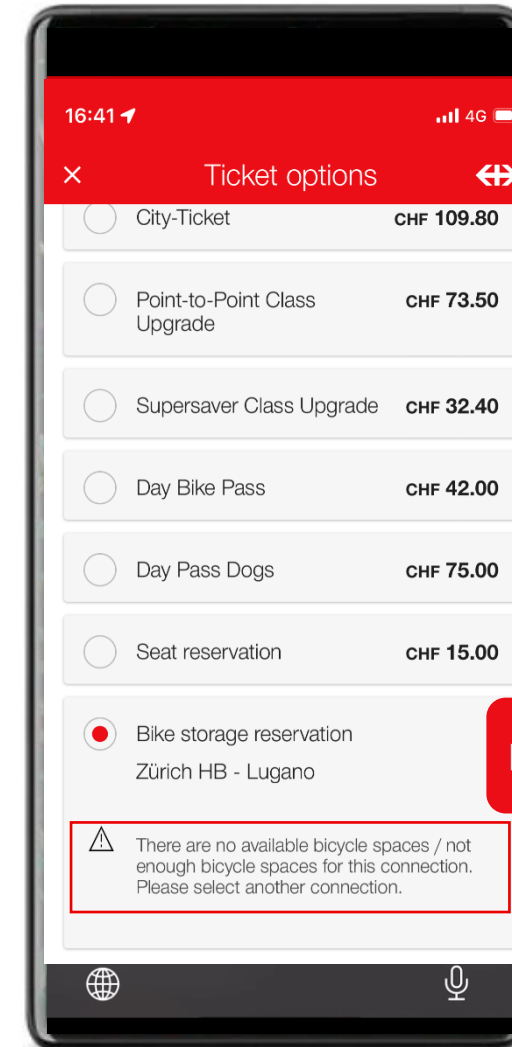 16:41
4G
× Ticket options
City-Ticket CHF 109.80
Point-to-Point Class CHF 73.50
Upgrade
Supersaver Class Upgrade CHF 32.40
Day Bike Pass CHF 42.00
Day Pass Dogs CHF 75.00
Seat reservation CHF 15.00
Bike storage reservation
Zürich HB - Lugano
There are no available bicycle spaces / not
enough bicycle spaces for this connection.
Please select another connection.